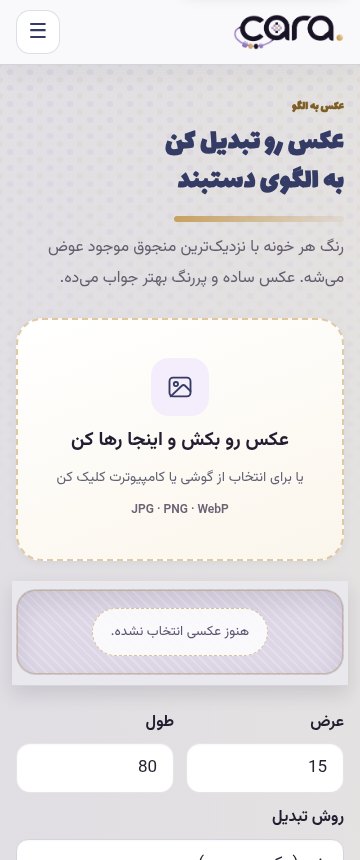 cara.
عکس به الگو
عکس رو تبدیل کن
به الگوی دستبند
رنگ هر خونه با نزدیک‌ترین منجوق موجود عوض
می‌شه. عکس ساده و پررنگ بهتر جواب می‌ده.
عکس رو بکش و اینجا رها کن
یا برای انتخاب از گوشی یا کامپیوترت کلیک کن
JPG · PNG · WebP
هنوز عکسی انتخاب نشده.
عرض
طول
15
80
روش تبدیل